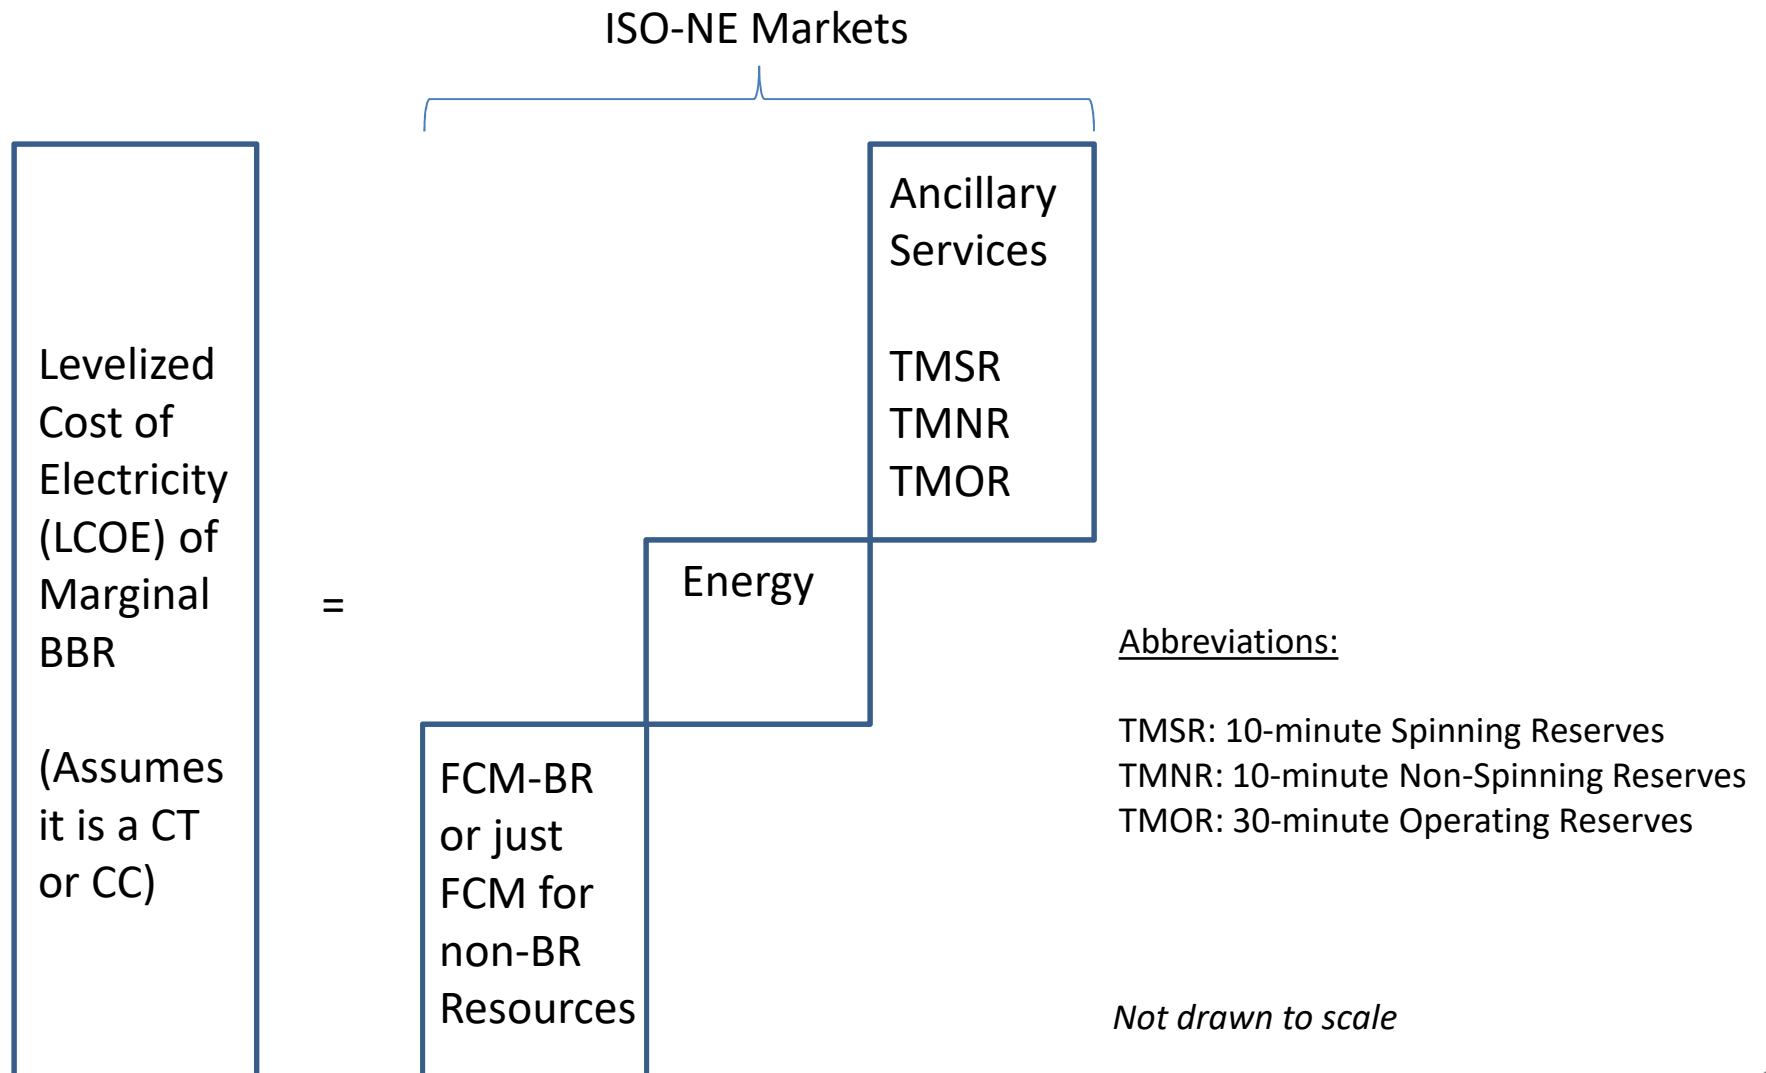 ISO-NE Markets
Levelized
Cost of
Electricity
(LCOE) of
Marginal
BBR
(Assumes
it is a CT
or CC)
=
FCM-BR
or just
FCM for
non-BR
Resources
Energy
Ancillary
Services
TMSR
TMNR
TMOR
Abbreviations:
TMSR: 10-minute Spinning Reserves
TMNR: 10-minute Non-Spinning Reserves
TMOR: 30-minute Operating Reserves
Not drawn to scale